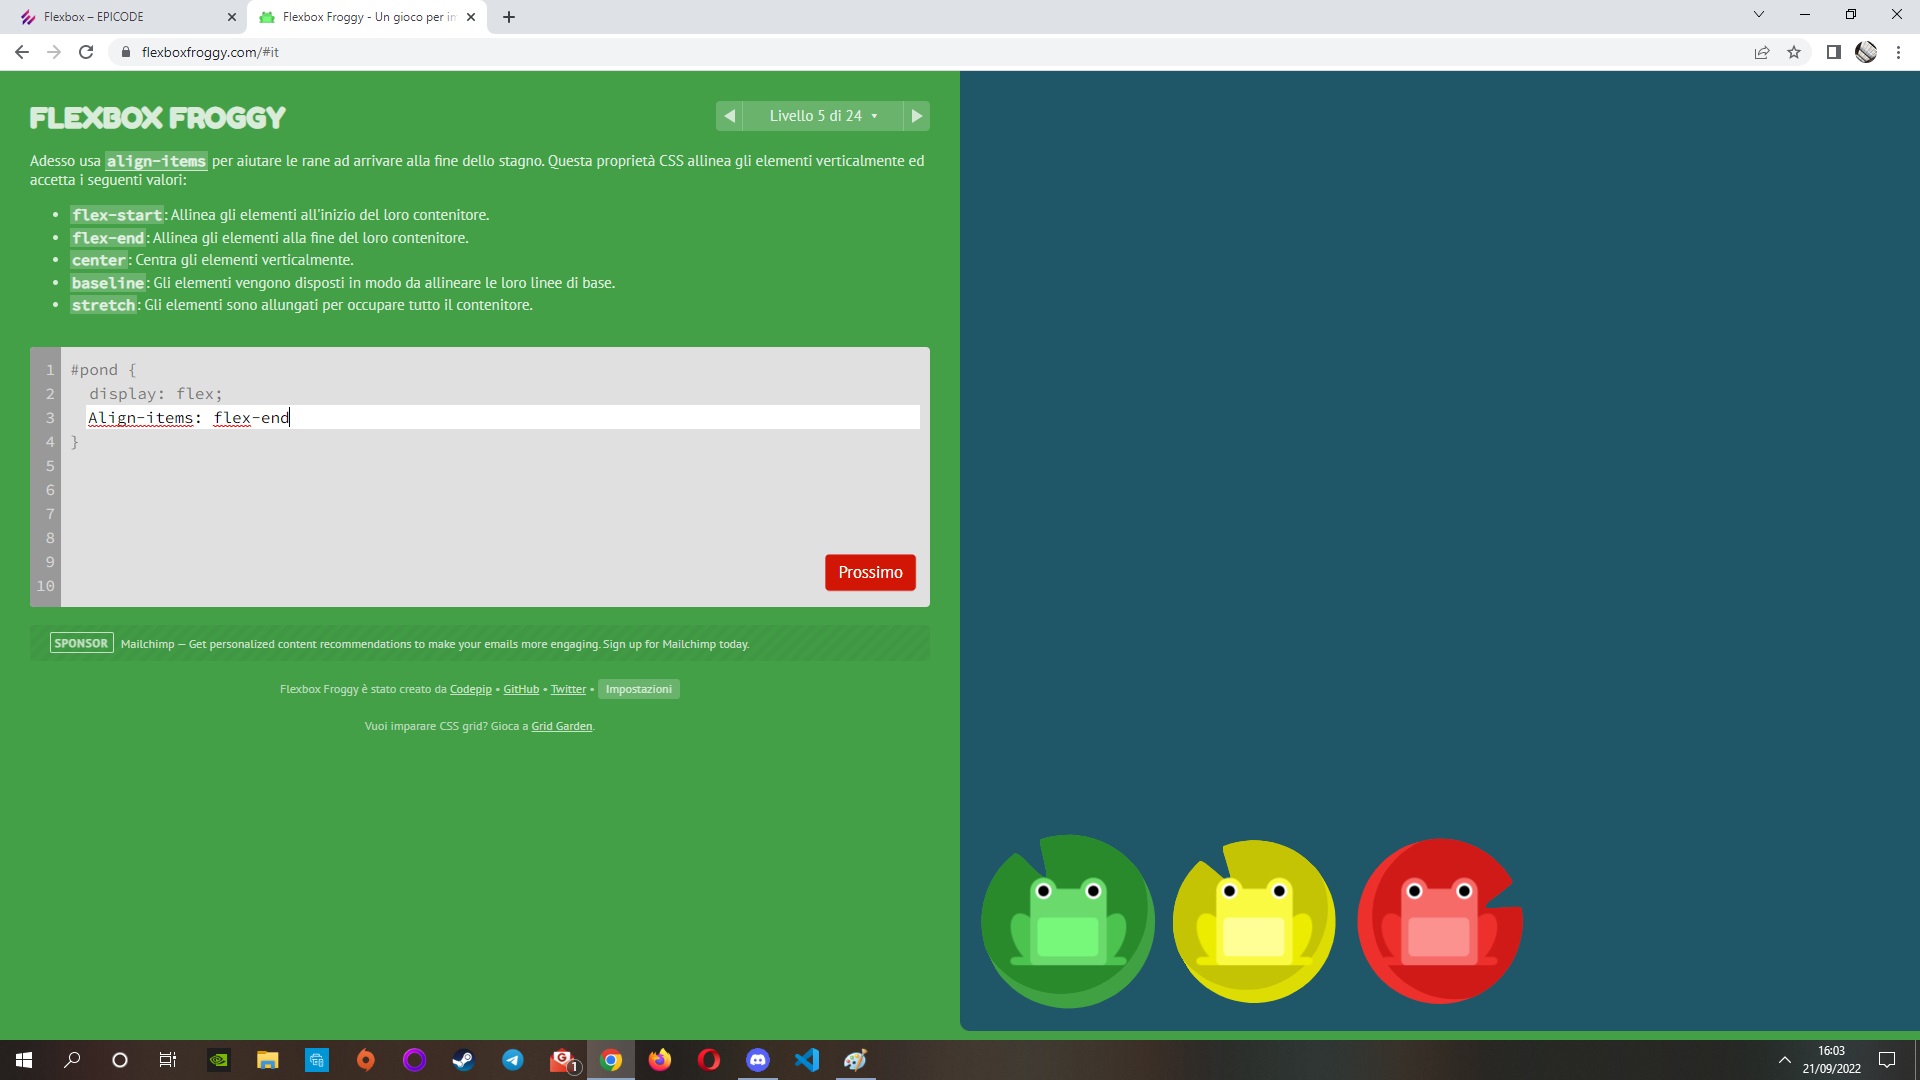 Flexbox – EPICODE
Flexbox Froggy - Un gioco per im
flexboxfroggy.com/#it
FLEXBOX FROGGY
Livello 5 di 24
Adesso usa align-items per aiutare le rane ad arrivare alla fine dello stagno. Questa proprietà CSS allinea gli elementi verticalmente ed
accetta i seguenti valori:
• flex-start: Allinea gli elementi all'inizio del loro contenitore.
• flex-end: Allinea gli elementi alla fine del loro contenitore.
• center: Centra gli elementi verticalmente.
• baseline: Gli elementi vengono disposti in modo da allineare le loro linee di base.
• stretch: Gli elementi sono allungati per occupare tutto il contenitore.
1 #pond {
2 display: flex;
3 Align-items: flex-end
4 }
5
6
7
8
9
10
Prossimo
SPONSOR Mailchimp — Get personalized content recommendations to make your emails more engaging. Sign up for Mailchimp today.
Flexbox Froggy è stato creato da Codepip • GitHub • Twitter • Impostazioni
Vuoi imparare CSS grid? Gioca a Grid Garden.
G
1
16:03
21/09/2022